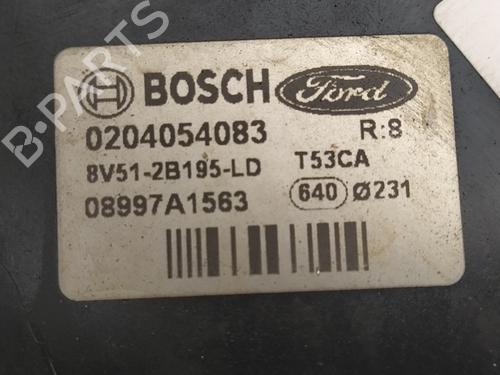 BOSCH Ford
0204054083 R:8
8V51-2B195-LD T53CA
08997A1563 640 Ø231
B-PARTS